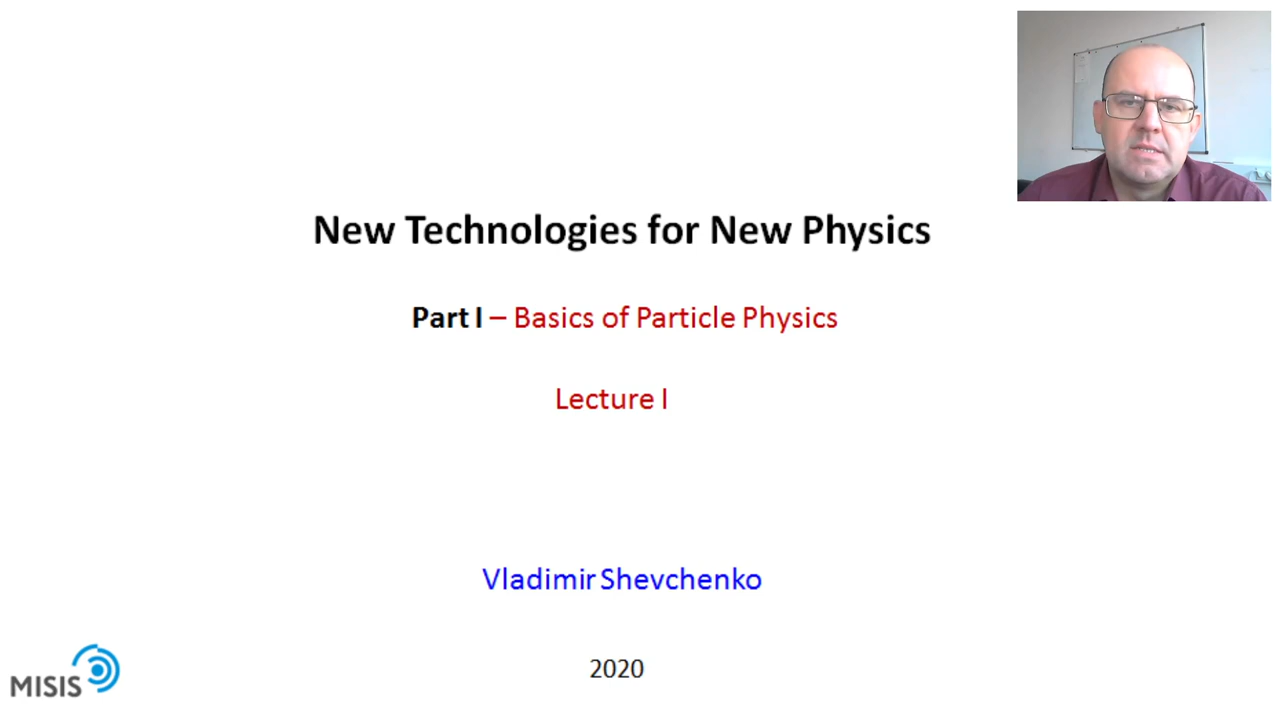 New Technologies for New Physics
Part I – Basics of Particle Physics
Lecture I
Vladimir Shevchenko
2020
MISIS